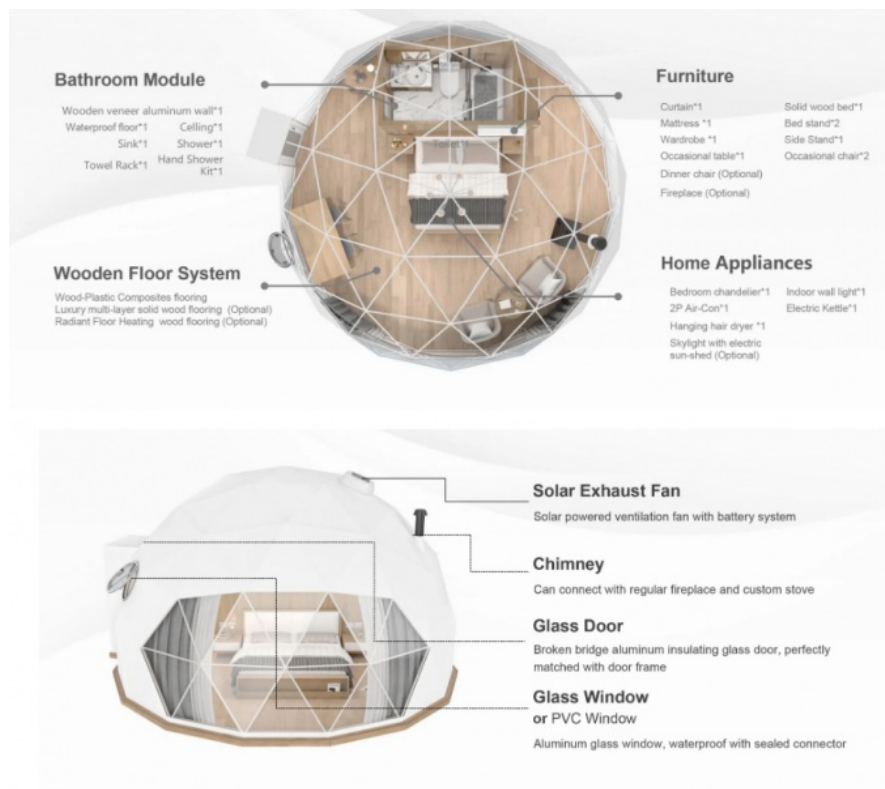 Bathroom Module
Wooden veneer aluminum wall*1
Waterproof floor*1 Celling*1
Sink*1 Shower*1
Towel Rack*1 Hand Shower
Kit*1
Toilet*1
Furniture
Curtain*1 Solid wood bed*1
Mattress *1 Bed stand*2
Wardrobe *1 Side Stand*1
Occasional table*1 Occasional chair*2
Dinner chair (Optional)
Fireplace (Optional)
Wooden Floor System
Wood-Plastic Composites flooring
Luxury multi-layer solid wood flooring (Optional)
Radiant Floor Heating wood flooring (Optional)
Home Appliances
Bedroom chandelier*1 Indoor wall light*1
2P Air-Con*1 Electric Kettle*1
Hanging hair dryer *1
Skylight with electric
sun-shed (Optional)
Solar Exhaust Fan
Solar powered ventilation fan with battery system
Chimney
Can connect with regular fireplace and custom stove
Glass Door
Broken bridge aluminum insulating glass door, perfectly
matched with door frame
Glass Window
or PVC Window
Aluminum glass window, waterproof with sealed connector